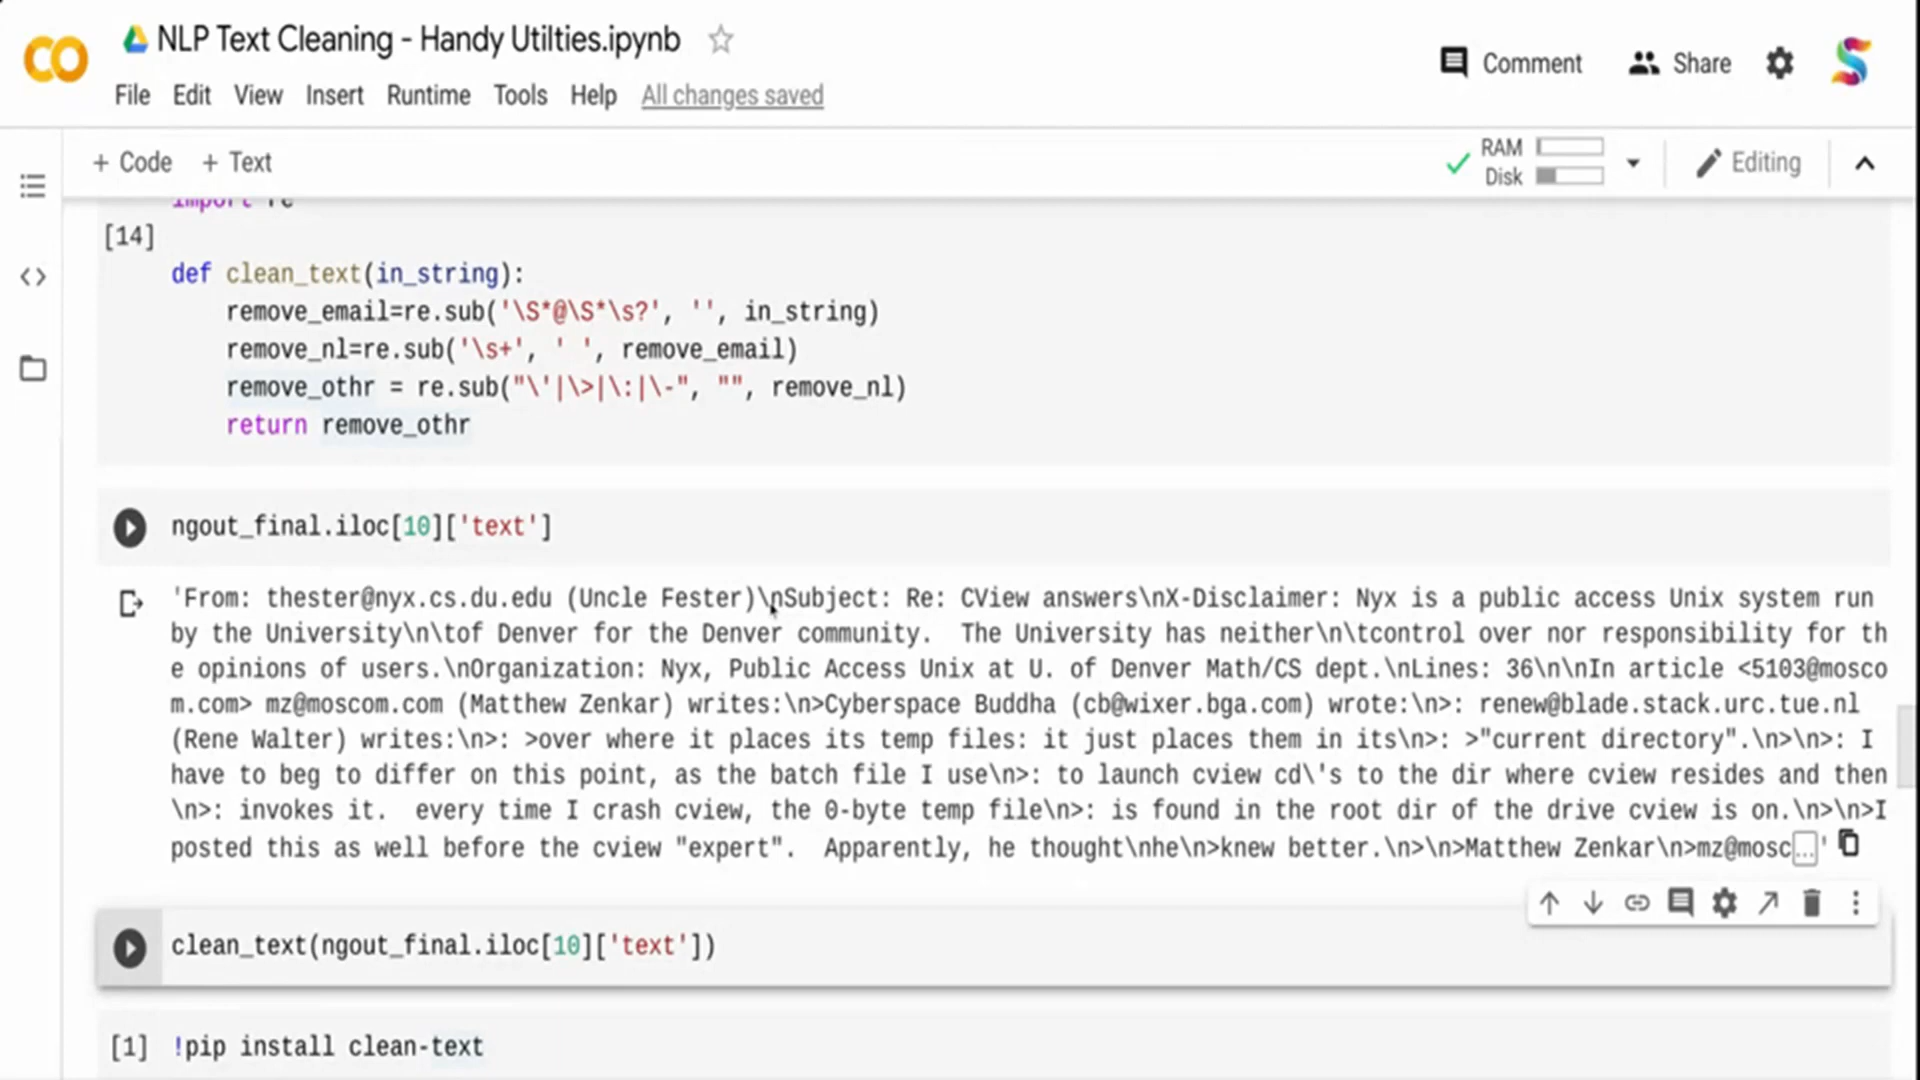 NLP Text Cleaning - Handy Utilties.ipynb
Comment
Share
File Edit View Insert Runtime Tools Help All changes saved
+ Code + Text
RAM
Disk
Editing
import re
[14]
def clean_text(in_string):
remove_email=re.sub('\S*@\S*\s?', '', in_string)
remove_nl=re.sub('\s+', ' ', remove_email)
remove_othr = re.sub("\'|\>|\:|\-", "", remove_nl)
return remove_othr
ngout_final.iloc[10]['text']
'From: thester@nyx.cs.du.edu (Uncle Fester)\nSubject: Re: CView answers\nX-Disclaimer: Nyx is a public access Unix system run
by the University\n\tof Denver for the Denver community.  The University has neither\n\tcontrol over nor responsibility for th
e opinions of users.\nOrganization: Nyx, Public Access Unix at U. of Denver Math/CS dept.\nLines: 36\n\nIn article <5103@mosco
m.com> mz@moscom.com (Matthew Zenkar) writes:\n>Cyberspace Buddha (cb@wixer.bga.com) wrote:\n>: renew@blade.stack.urc.tue.nl
(Rene Walter) writes:\n>: >over where it places its temp files: it just places them in its\n>: >"current directory".\n>\n>: I
have to beg to differ on this point, as the batch file I use\n>: to launch cview cd\'s to the dir where cview resides and then
\n>: invokes it.  every time I crash cview, the 0-byte temp file\n>: is found in the root dir of the drive cview is on.\n>\n>I
posted this as well before the cview "expert".  Apparently, he thought\nhe\n>knew better.\n>\n>Matthew Zenkar\n>mz@mosc...'
clean_text(ngout_final.iloc[10]['text'])
[1] !pip install clean-text